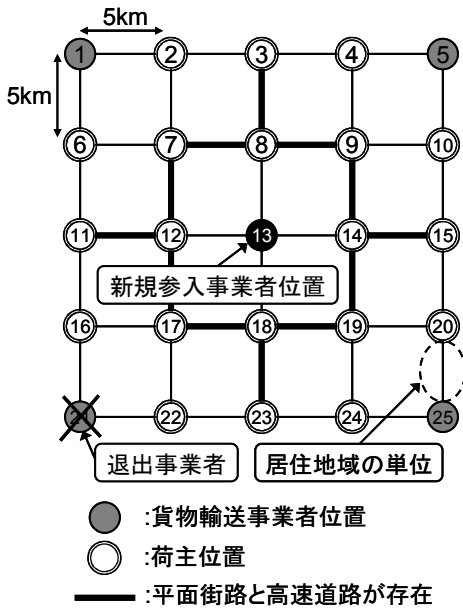 5km
5km
1 2 3 4 5
6 7 8 9 10
11 12 13 14 15
新規参入事業者位置
16 17 18 19 20
21 22 23 24 25
退出事業者
居住地域の単位
:貨物輸送事業者位置
:荷主位置
:平面街路と高速道路が存在